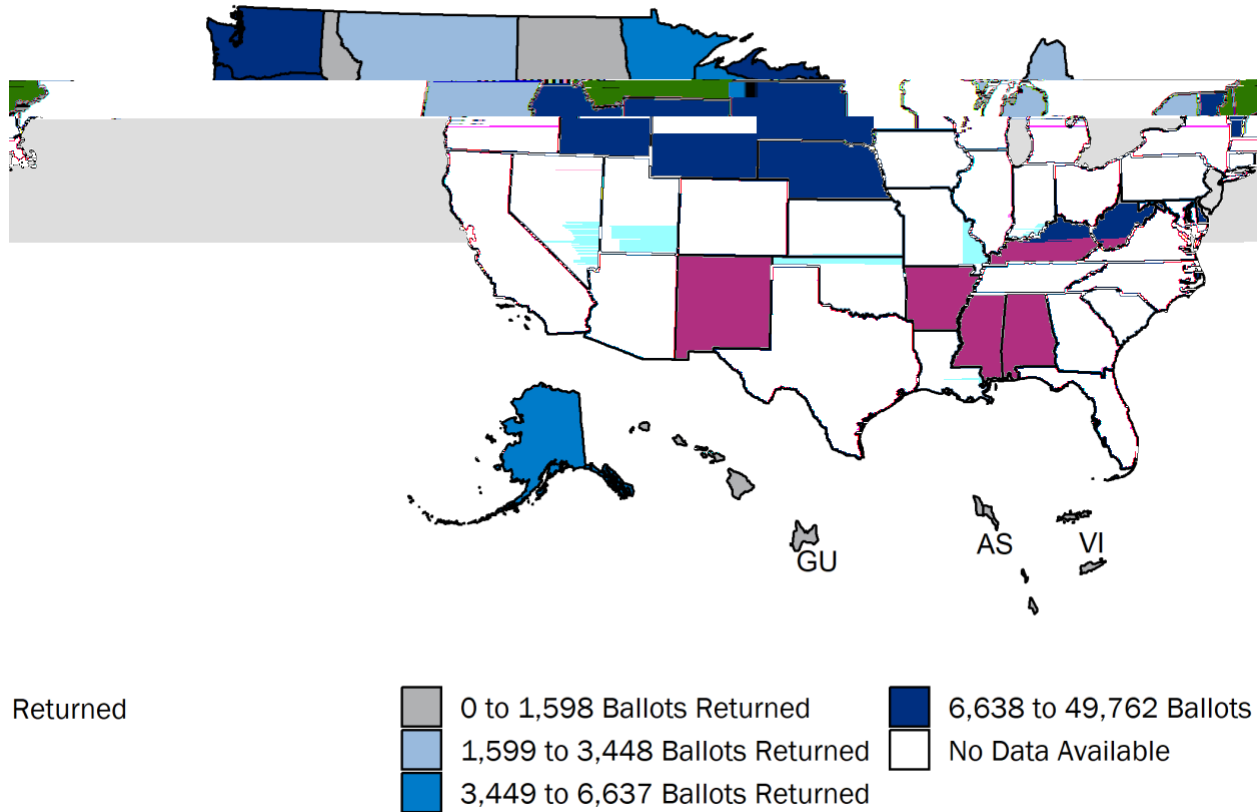 GU
AS
VI
Returned
0 to 1,598 Ballots Returned
1,599 to 3,448 Ballots Returned
3,449 to 6,637 Ballots Returned
6,638 to 49,762 Ballots
No Data Available